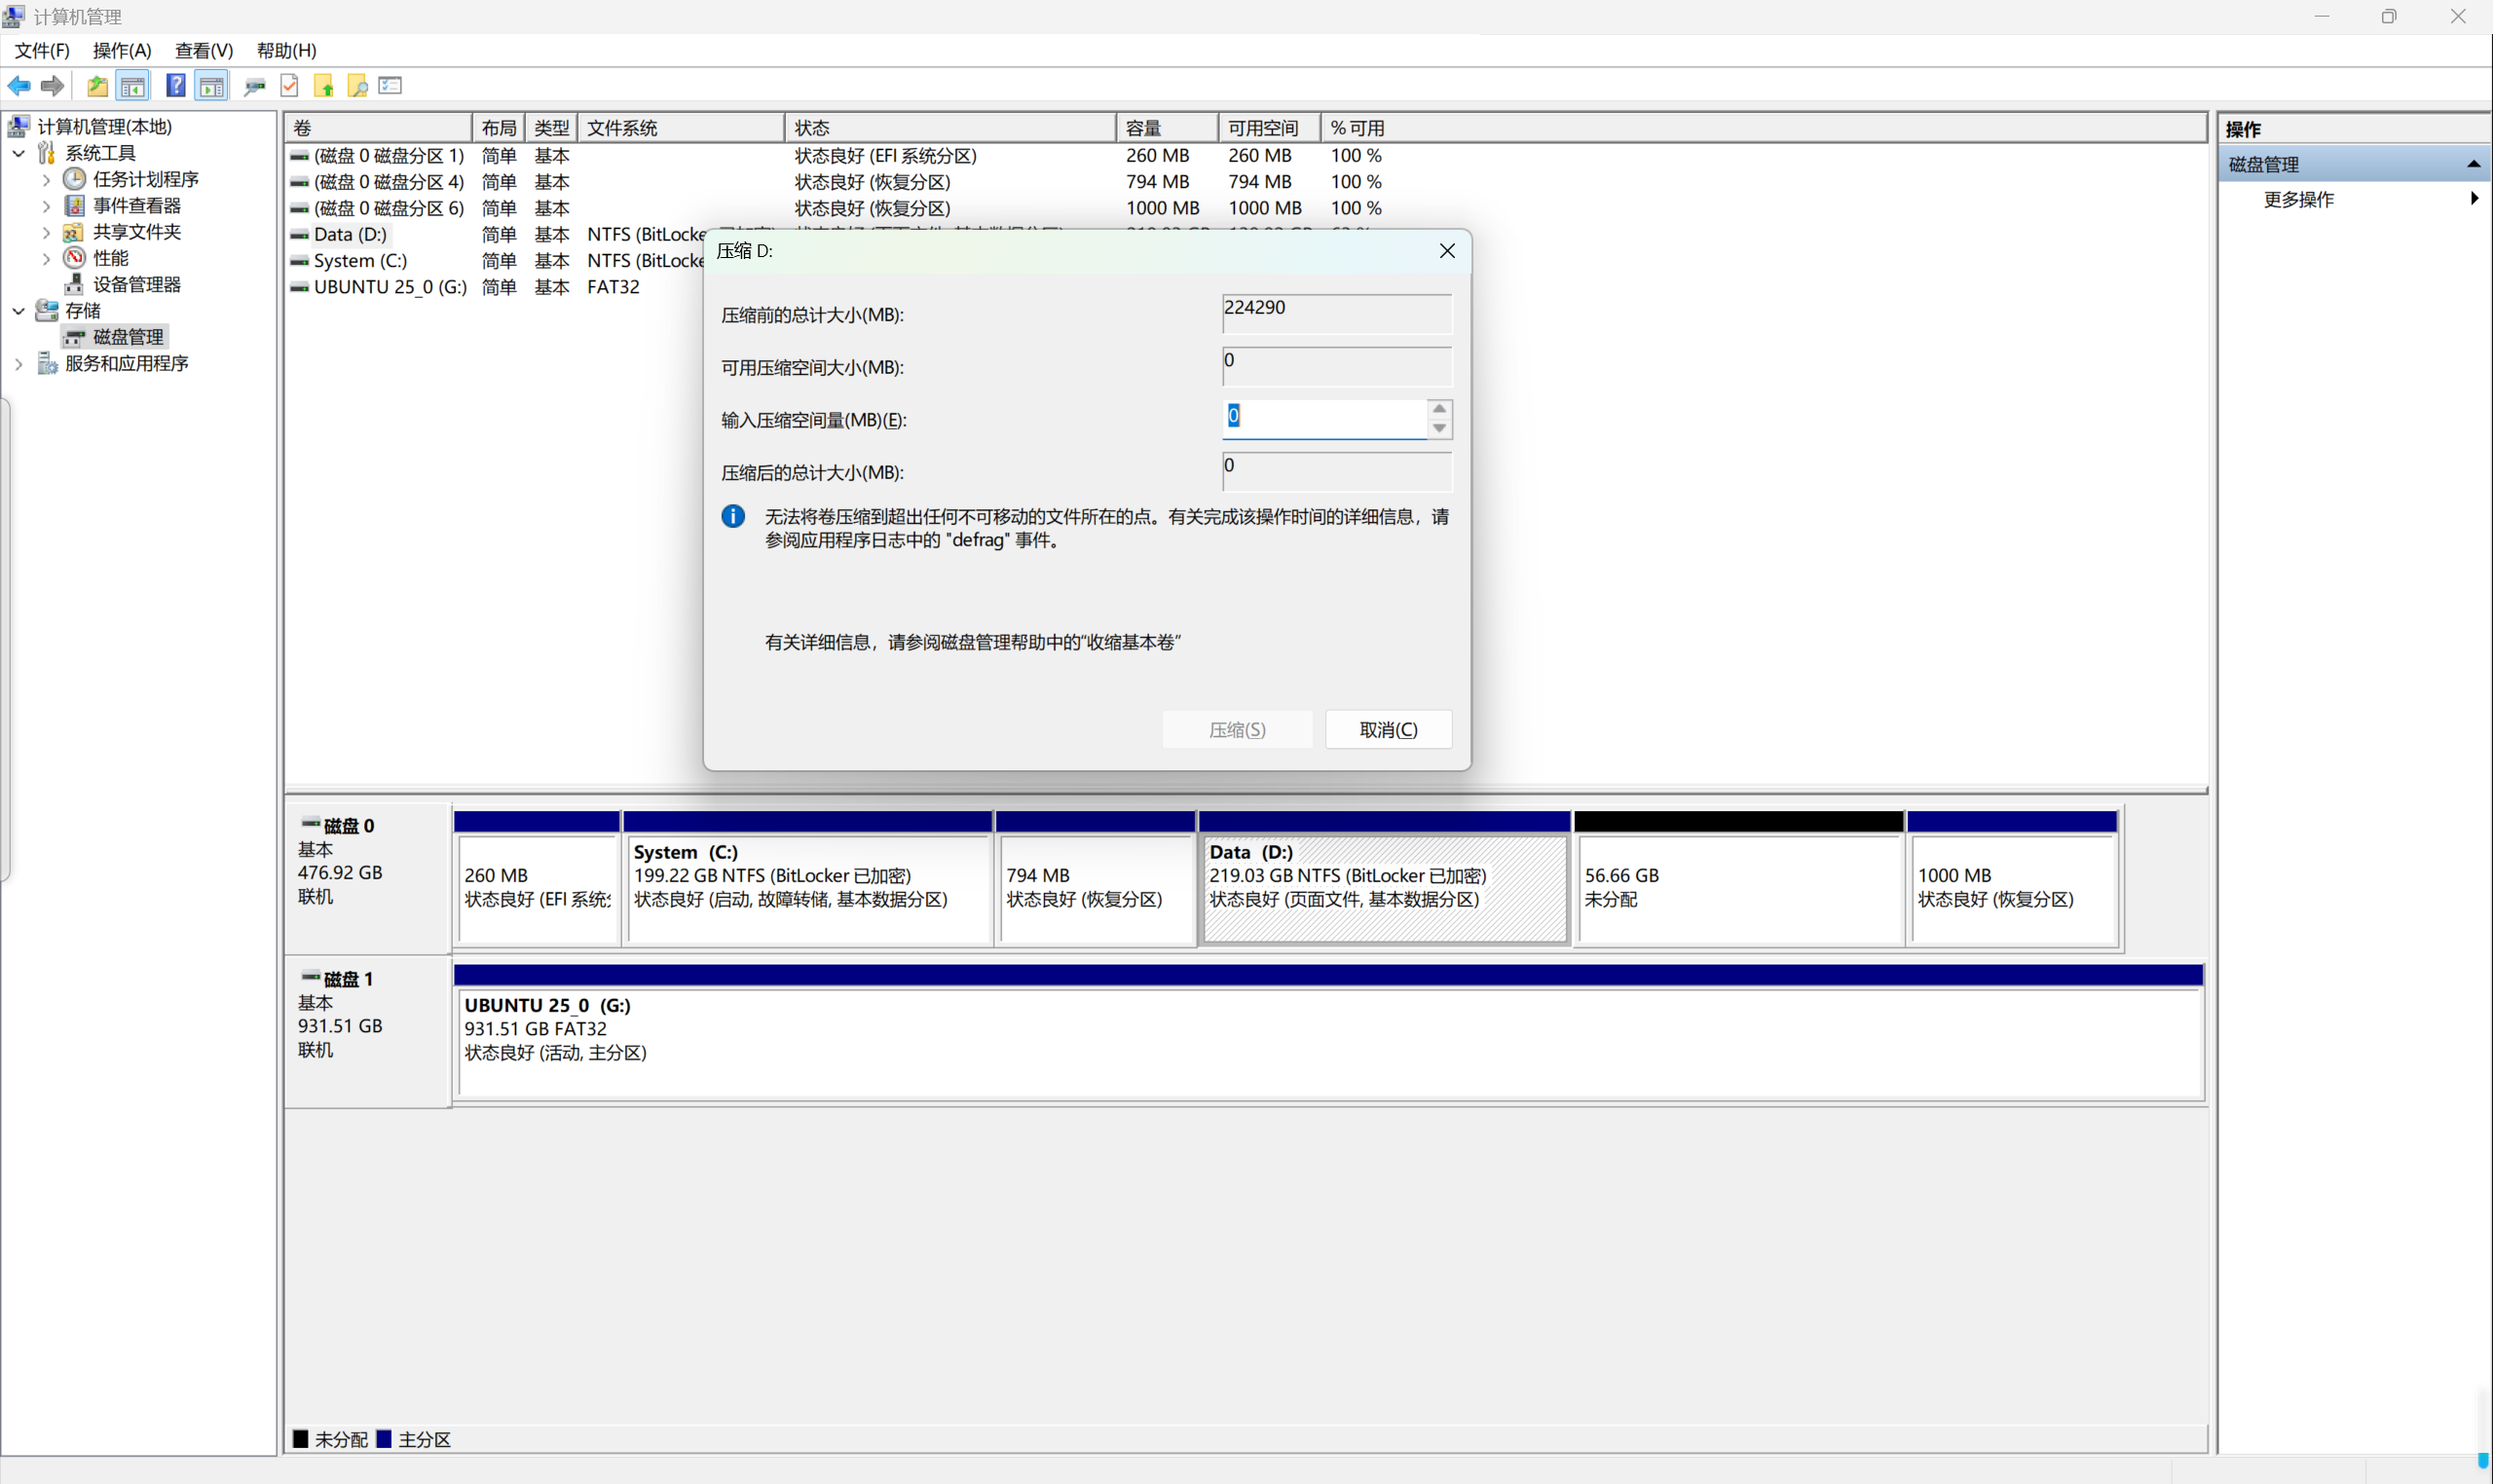 计算机管理
文件(F) 操作(A) 查看(V) 帮助(H)
计算机管理(本地)
系统工具
任务计划程序
事件查看器
共享文件夹
性能
设备管理器
存储
磁盘管理
服务和应用程序
卷 布局 类型 文件系统 状态 容量 可用空间 % 可用
(磁盘 0 磁盘分区 1) 简单 基本 状态良好 (EFI 系统分区) 260 MB 260 MB 100 %
(磁盘 0 磁盘分区 4) 简单 基本 状态良好 (恢复分区) 794 MB 794 MB 100 %
(磁盘 0 磁盘分区 6) 简单 基本 状态良好 (恢复分区) 1000 MB 1000 MB 100 %
Data (D:) 简单 基本 NTFS (BitLocke
System (C:) 简单 基本 NTFS (BitLocke
UBUNTU 25_0 (G:) 简单 基本 FAT32
压缩 D:
压缩前的总计大小(MB): 224290
可用压缩空间大小(MB): 0
输入压缩空间量(MB)(E): 0
压缩后的总计大小(MB): 0
无法将卷压缩到超出任何不可移动的文件所在的点。有关完成该操作时间的详细信息，请
参阅应用程序日志中的 "defrag" 事件。
有关详细信息，请参阅磁盘管理帮助中的“收缩基本卷”
压缩(S) 取消(C)
操作
磁盘管理
更多操作
磁盘 0
基本
476.92 GB
联机
260 MB
状态良好 (EFI 系统
System (C:)
199.22 GB NTFS (BitLocker 已加密)
状态良好 (启动, 故障转储, 基本数据分区)
794 MB
状态良好 (恢复分区)
Data (D:)
219.03 GB NTFS (BitLocker 已加密)
状态良好 (页面文件, 基本数据分区)
56.66 GB
未分配
1000 MB
状态良好 (恢复分区)
磁盘 1
基本
931.51 GB
联机
UBUNTU 25_0 (G:)
931.51 GB FAT32
状态良好 (活动, 主分区)
未分配 主分区